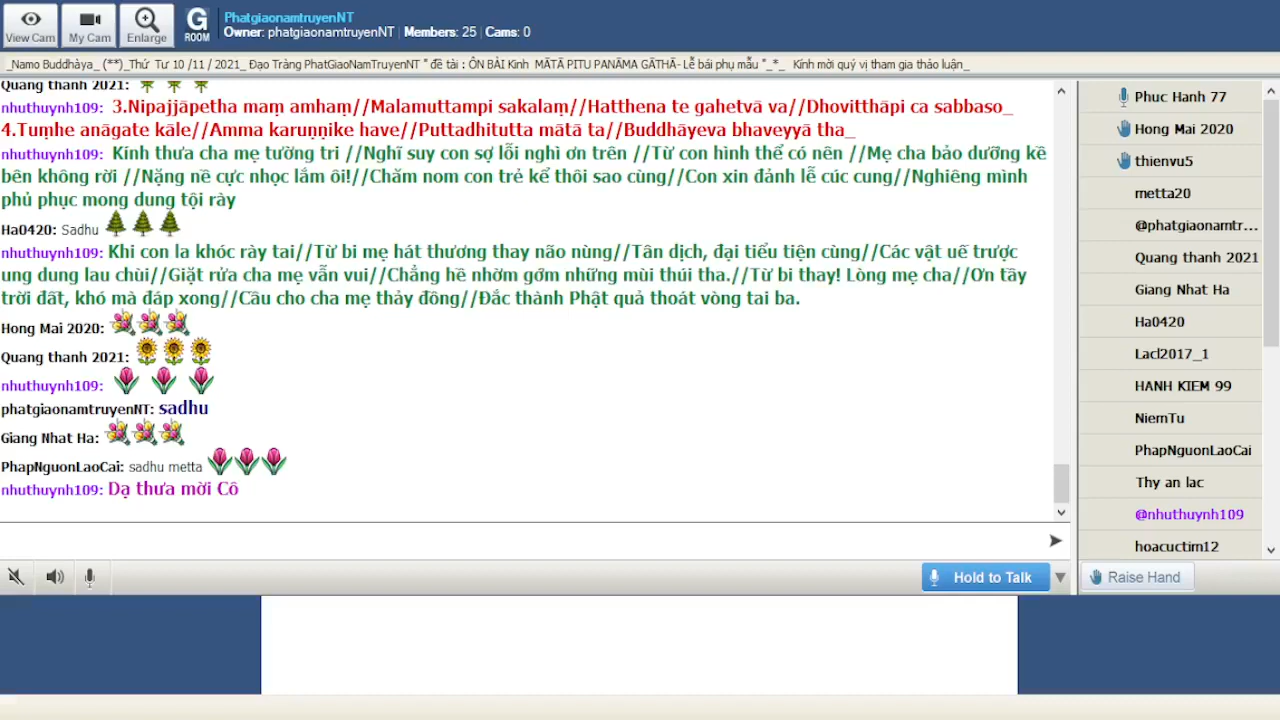 View Cam
My Cam
Enlarge
G
ROOM
PhatgiaonamtruyenNT
Owner: phatgiaonamtruyenNT | Members: 25 | Cams: 0
_Namo Buddhàya_ (**)_Thứ Tư 10 /11 / 2021_ Đạo Tràng PhatGiaoNamTruyenNT " đề tài : ÔN BÀI Kinh MĀTĀ PITU PANĀMA GĀTHĀ- Lễ bái phụ mẫu "_*_ Kính mời quý vị tham gia thảo luận_
Quang thanh 2021:
nhuthuynh109: 3.Nipajjāpetha maṃ amhaṃ//Malamuttampi sakalaṃ//Hatthena te gahetvā va//Dhovitthāpi ca sabbaso_
4.Tuṃhe anāgate kāle//Amma karuṇṇike have//Puttadhitutta mātā ta//Buddhāyeva bhaveyyā tha_
nhuthuynh109: Kính thưa cha mẹ tường tri //Nghĩ suy con sợ lỗi nghì ơn trên //Từ con hình thể có nên //Mẹ cha bảo dưỡng kề
bên không rời //Nặng nề cực nhọc lắm ôi!//Chăm nom con trẻ kể thôi sao cùng//Con xin đảnh lễ cúc cung//Nghiêng mình
phủ phục mong dung tội rày
Ha0420: Sadhu
nhuthuynh109: Khi con la khóc rày tai//Từ bi mẹ hát thương thay não nùng//Tân dịch, đại tiểu tiện cùng//Các vật uế trược
ung dung lau chùi//Giặt rửa cha mẹ vẫn vui//Chẳng hề nhờm gớm những mùi thúi tha.//Từ bi thay! Lòng mẹ cha//Ơn tầy
trời đất, khó mà đáp xong//Cầu cho cha mẹ thảy đồng//Đắc thành Phật quả thoát vòng tai ba.
Hong Mai 2020:
Quang thanh 2021:
nhuthuynh109:
phatgiaonamtruyenNT: sadhu
Giang Nhat Ha:
PhapNguonLaoCai: sadhu metta
nhuthuynh109: Dạ thưa mời Cô
Hold to Talk
Phuc Hanh 77
Hong Mai 2020
thienvu5
metta20
@phatgiaonamtr...
Quang thanh 2021
Giang Nhat Ha
Ha0420
Lacl2017_1
HANH KIEM 99
NiemTu
PhapNguonLaoCai
Thy an lac
@nhuthuynh109
hoacuctim12
Raise Hand